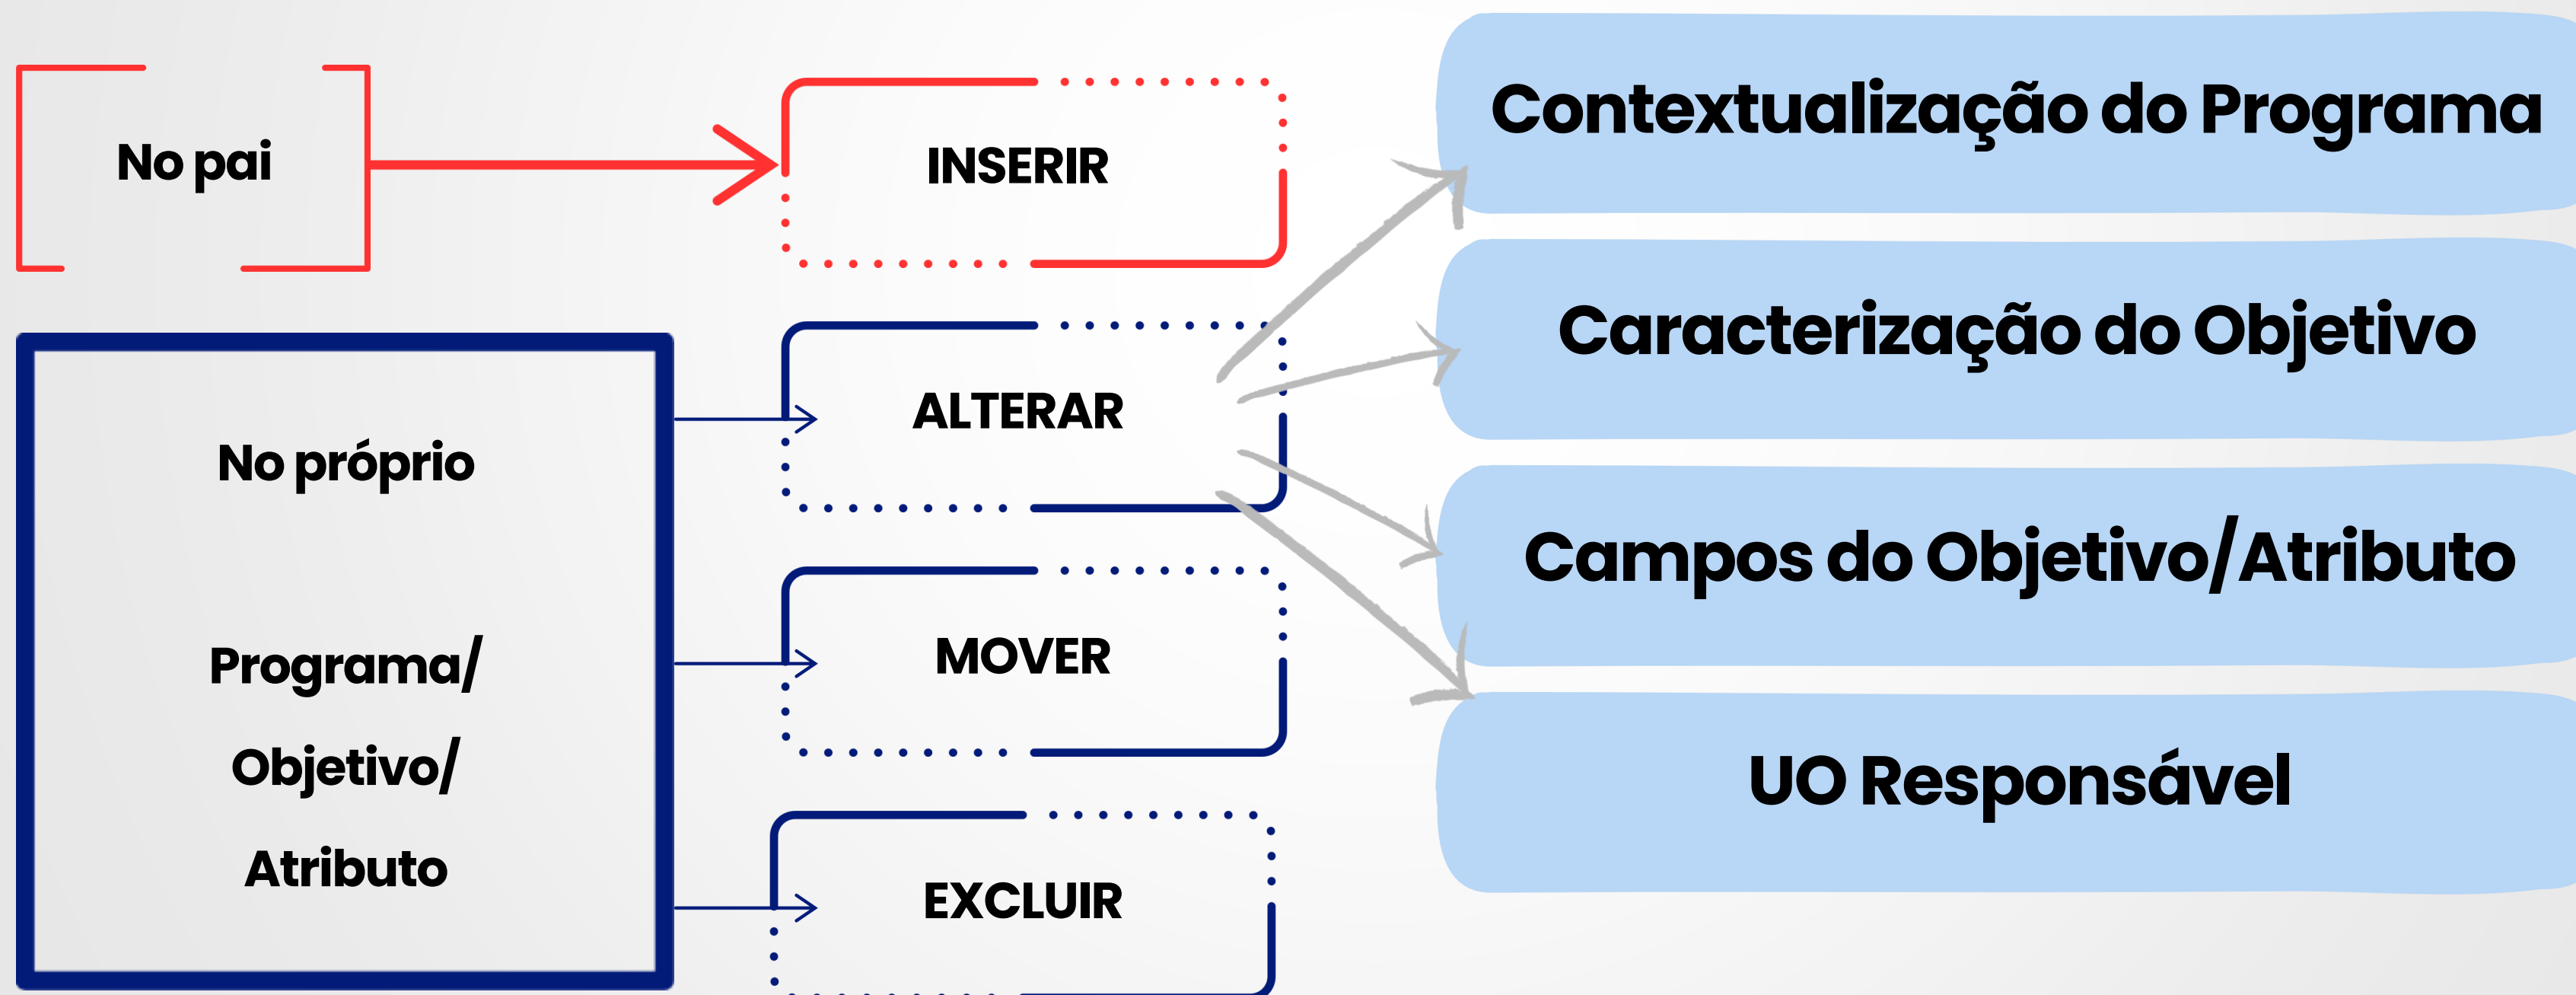 No pai
INSERIR
No próprio
Programa/
Objetivo/
Atributo
ALTERAR
MOVER
EXCLUIR
Contextualização do Programa
Caracterização do Objetivo
Campos do Objetivo/Atributo
UO Responsável